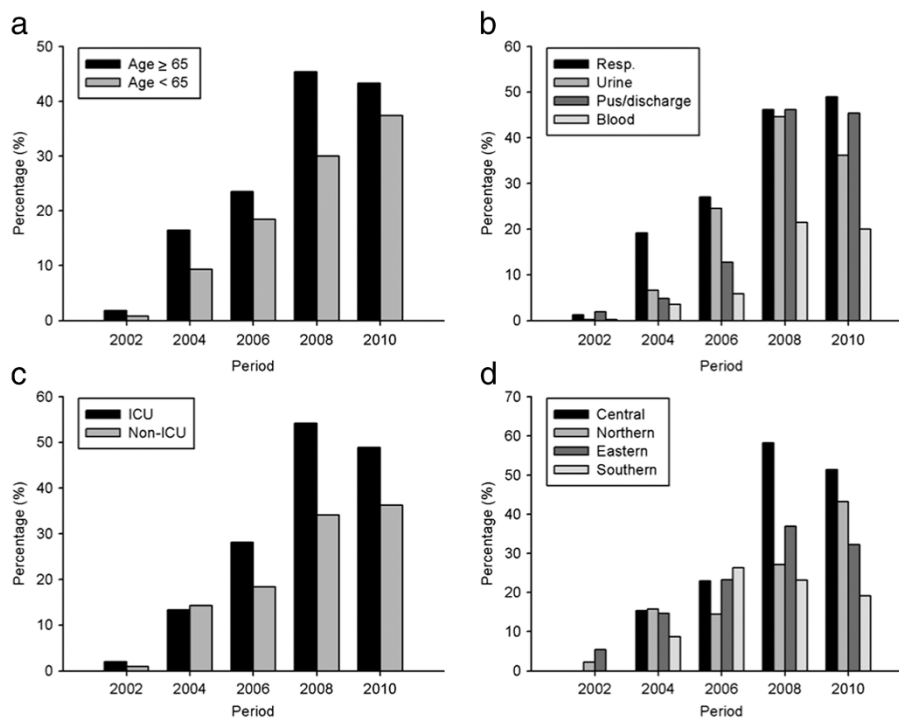 a
50
40
30
20
10
0
Percentage (%)
Age ≥ 65
Age < 65
2002 2004 2006 2008 2010
Period
b
60
50
40
30
20
10
0
Percentage (%)
Resp.
Urine
Pus/discharge
Blood
2002 2004 2006 2008 2010
Period
c
60
50
40
30
20
10
0
Percentage (%)
ICU
Non-ICU
2002 2004 2006 2008 2010
Period
d
70
60
50
40
30
20
10
0
Percentage (%)
Central
Northern
Eastern
Southern
2002 2004 2006 2008 2010
Period